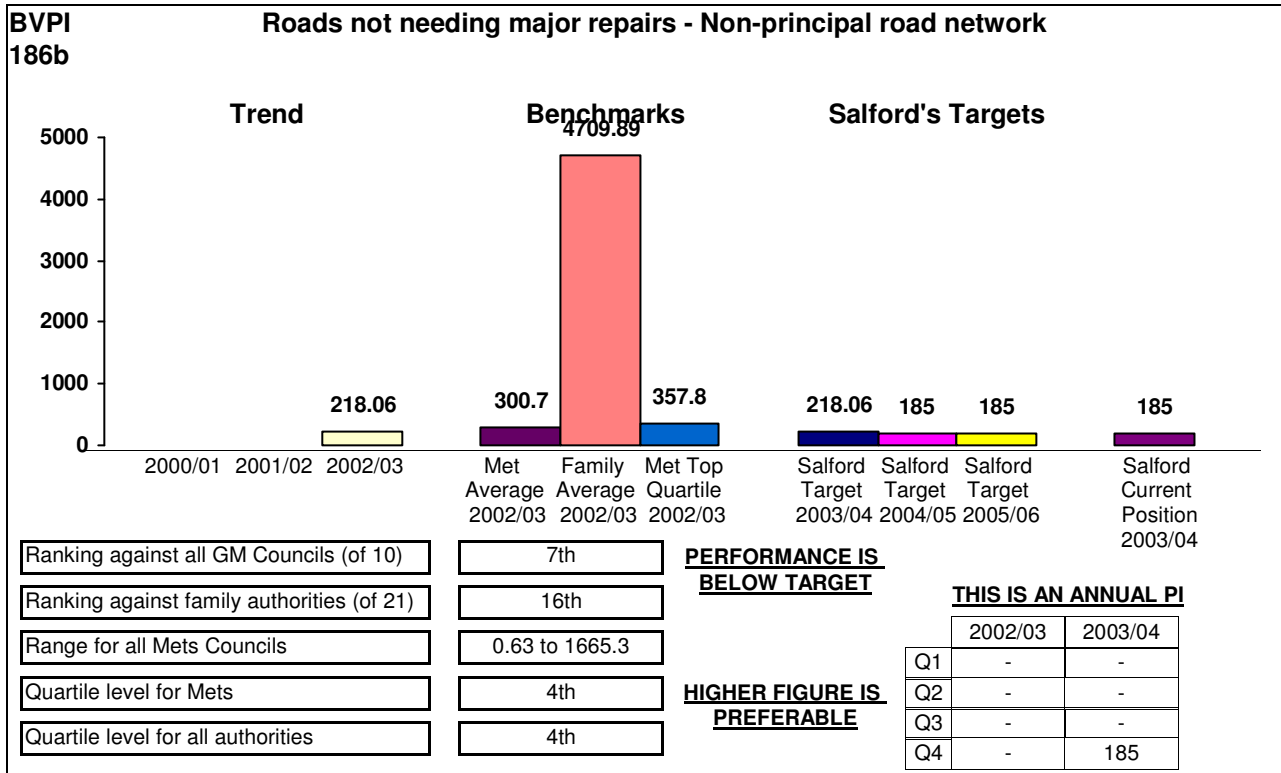 BVPI
186b
Roads not needing major repairs - Non-principal road network
Trend
Benchmarks
Salford's Targets
5000
4000
3000
2000
1000
0
218.06
300.7
4709.89
357.8
218.06
185
185
185
2000/01 2001/02 2002/03
Met Family Met Top
Average Average Quartile
2002/03 2002/03 2002/03
Salford Salford Salford
Target Target Target
2003/04 2004/05 2005/06
Salford
Current
Position
2003/04
Ranking against all GM Councils (of 10) 7th
Ranking against family authorities (of 21) 16th
Range for all Mets Councils 0.63 to 1665.3
Quartile level for Mets 4th
Quartile level for all authorities 4th
PERFORMANCE IS
BELOW TARGET
HIGHER FIGURE IS
PREFERABLE
THIS IS AN ANNUAL PI
2002/03 2003/04
Q1 - -
Q2 - -
Q3 - -
Q4 - 185